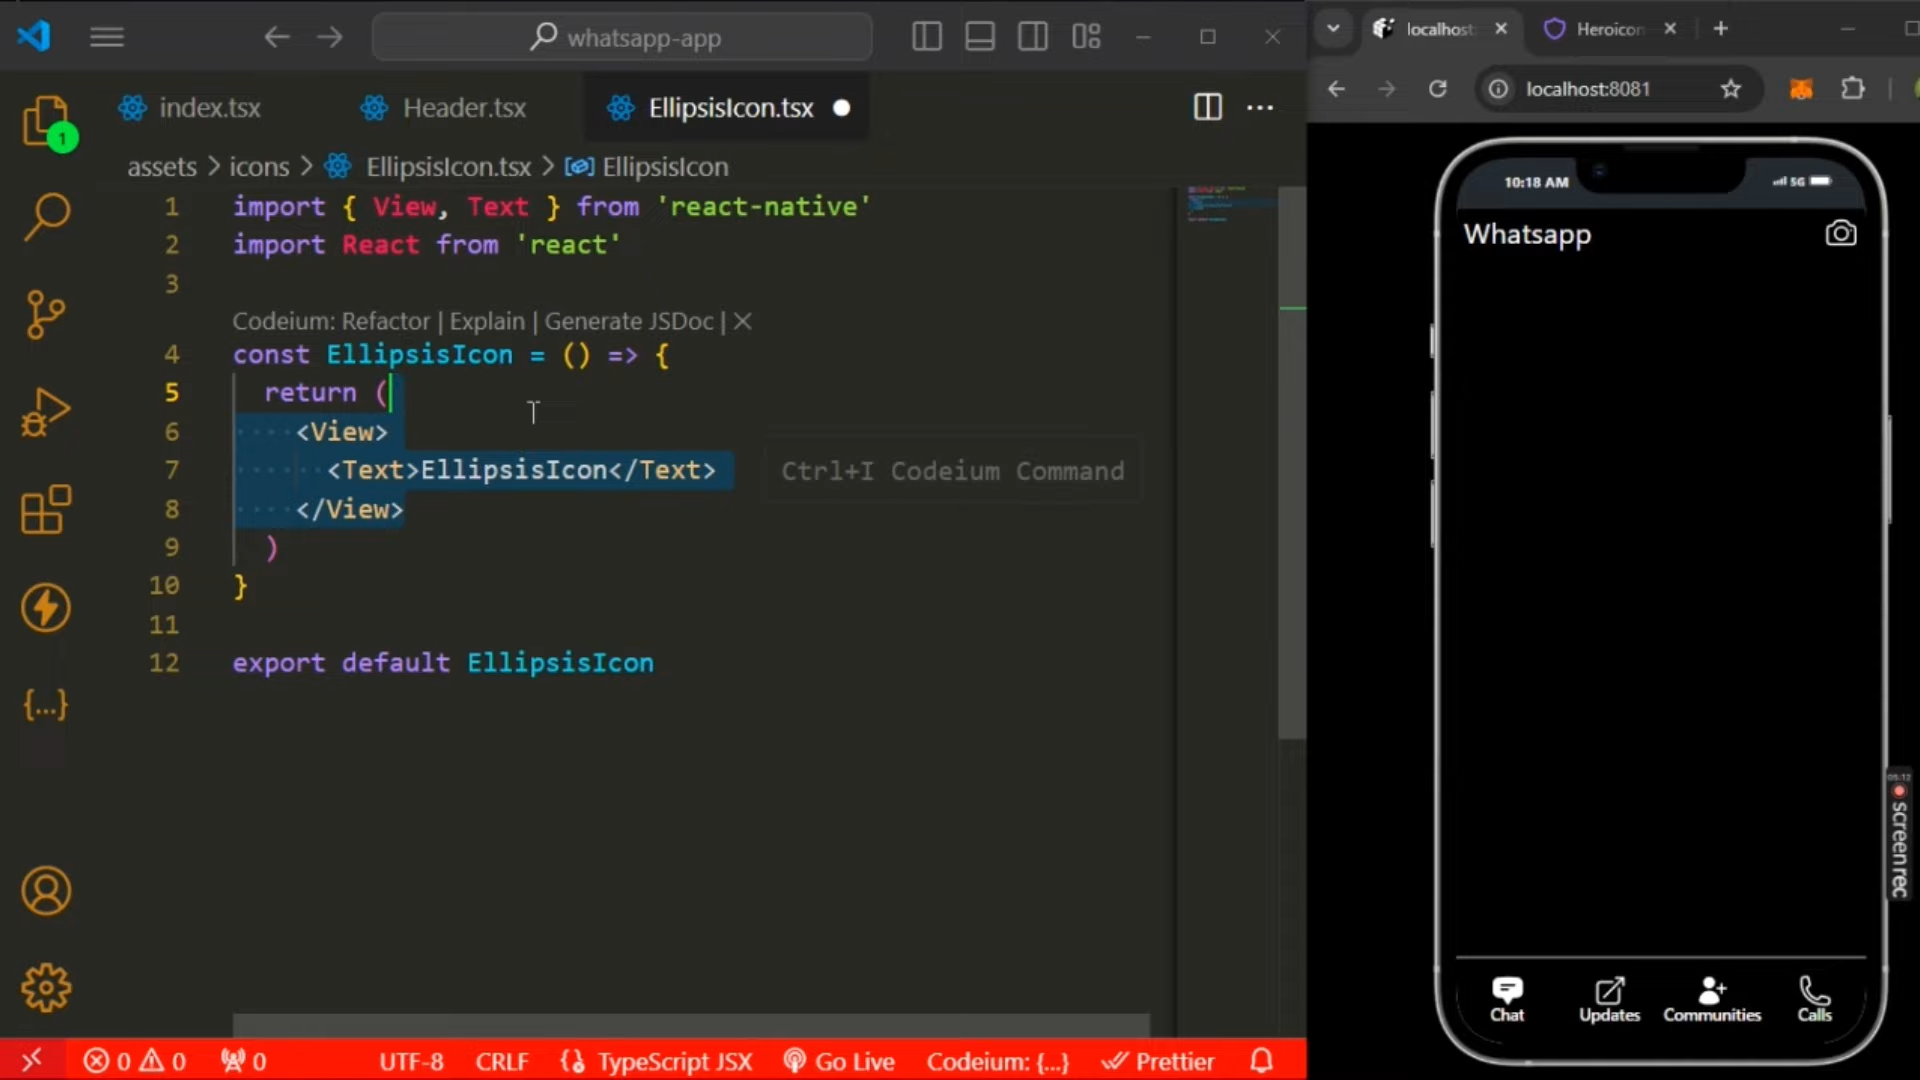 whatsapp-app
index.tsx
Header.tsx
EllipsisIcon.tsx
assets > icons > EllipsisIcon.tsx > EllipsisIcon
1 import { View, Text } from 'react-native'
2 import React from 'react'
3
Codeium: Refactor | Explain | Generate JSDoc | ×
4 const EllipsisIcon = () => {
5 return (
6 <View>
7 <Text>EllipsisIcon</Text>
Ctrl+I Codeium Command
8 </View>
9 )
10 }
11
12 export default EllipsisIcon
1
{...}
0 0 0
UTF-8
CRLF
TypeScript JSX
Go Live
Codeium: {...}
Prettier
localhost
Heroicon
localhost:8081
10:18 AM
5G
Whatsapp
05:12
screenrec
Chat
Updates
Communities
Calls